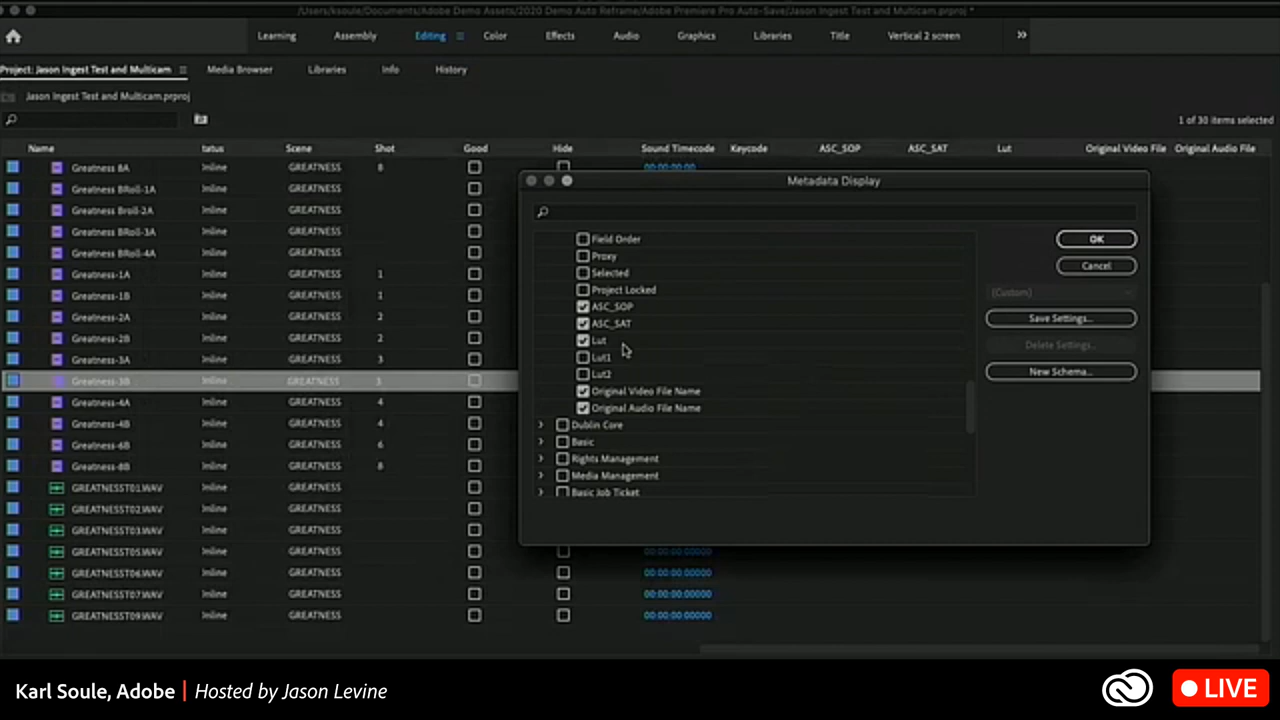 /Users/ksoule/Documents/Adobe Demo Assets/2020 Demo Auto Reframe/Adobe Premiere Pro Auto-Save/Jason Ingest Test and Multicam.prproj *
Learning Assembly Editing Color Effects Audio Graphics Libraries Title Vertical 2 screen
Project: Jason Ingest Test and Multicam Media Browser Libraries Info History
Jason Ingest Test and Multicam.prproj
1 of 30 items selected
Name tatus Scene Shot Good Hide Sound Timecode Keycode ASC_SOP ASC_SAT Lut Original Video File Original Audio File
Greatness 8A Inline GREATNESS 8 00:00:00:00
Greatness BRoll-1A Inline GREATNESS
Greatness Broll-2A Inline GREATNESS
Greatness BRoll-3A Inline GREATNESS
Greatness BRoll-4A Inline GREATNESS
Greatness-1A Inline GREATNESS 1
Greatness-1B Inline GREATNESS 1
Greatness-2A Inline GREATNESS 2
Greatness-2B Inline GREATNESS 2
Greatness-3A Inline GREATNESS 3
Greatness-3B Inline GREATNESS 3
Greatness-4A Inline GREATNESS 4
Greatness-4B Inline GREATNESS 4
Greatness-6B Inline GREATNESS 6
Greatness-8B Inline GREATNESS 8
GREATNESST01.WAV Inline GREATNESS
GREATNESST02.WAV Inline GREATNESS
GREATNESST03.WAV Inline GREATNESS
GREATNESST05.WAV Inline GREATNESS 00:00:00:00000
GREATNESST06.WAV Inline GREATNESS 00:00:00:00000
GREATNESST07.WAV Inline GREATNESS 00:00:00:00000
GREATNESST09.WAV Inline GREATNESS 00:00:00:00000
Metadata Display
Field Order
Proxy
Selected
Project Locked
ASC_SOP
ASC_SAT
Lut
Lut1
Lut2
Original Video File Name
Original Audio File Name
Dublin Core
Basic
Rights Management
Media Management
Basic Job Ticket
OK
Cancel
(Custom)
Save Settings...
Delete Settings...
New Schema...
Karl Soule, Adobe | Hosted by Jason Levine
LIVE